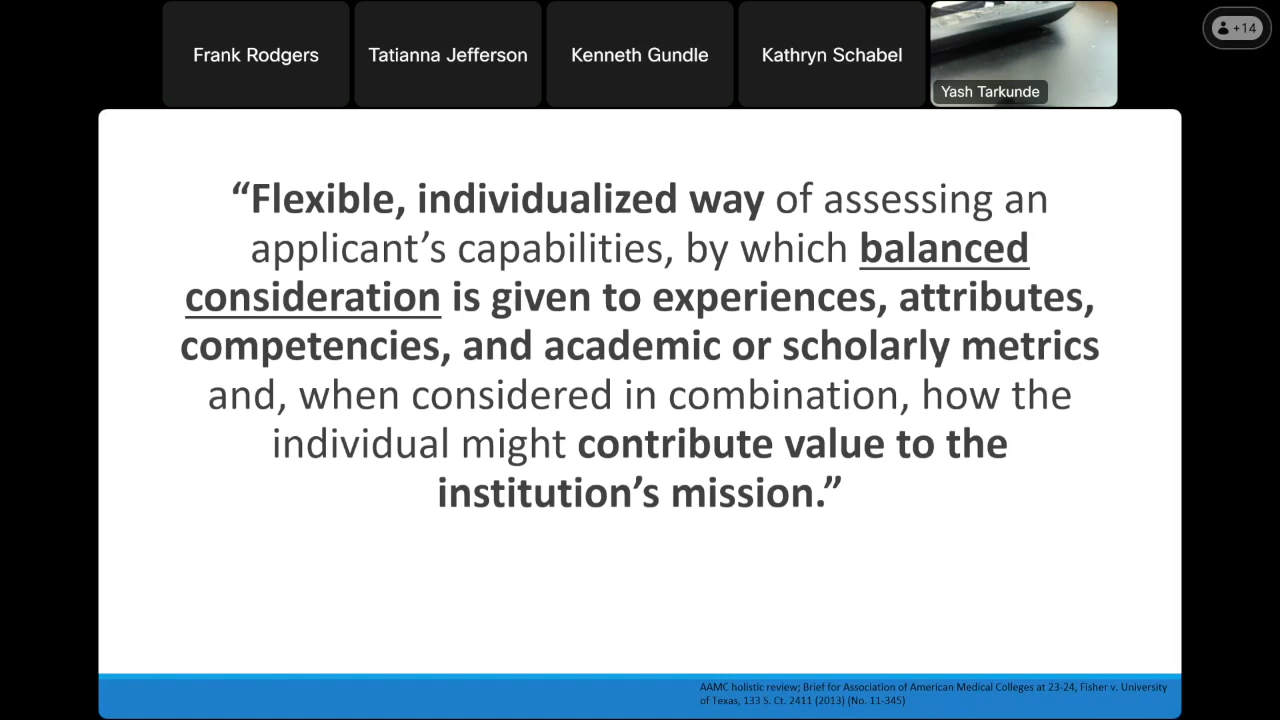 Frank Rodgers
Tatianna Jefferson
Kenneth Gundle
Kathryn Schabel
Yash Tarkunde
+14
“Flexible, individualized way of assessing an
applicant’s capabilities, by which balanced
consideration is given to experiences, attributes,
competencies, and academic or scholarly metrics
and, when considered in combination, how the
individual might contribute value to the
institution’s mission.”
AAMC holistic review; Brief for Association of American Medical Colleges at 23-24, Fisher v. University
of Texas, 133 S. Ct. 2411 (2013) (No. 11-345)